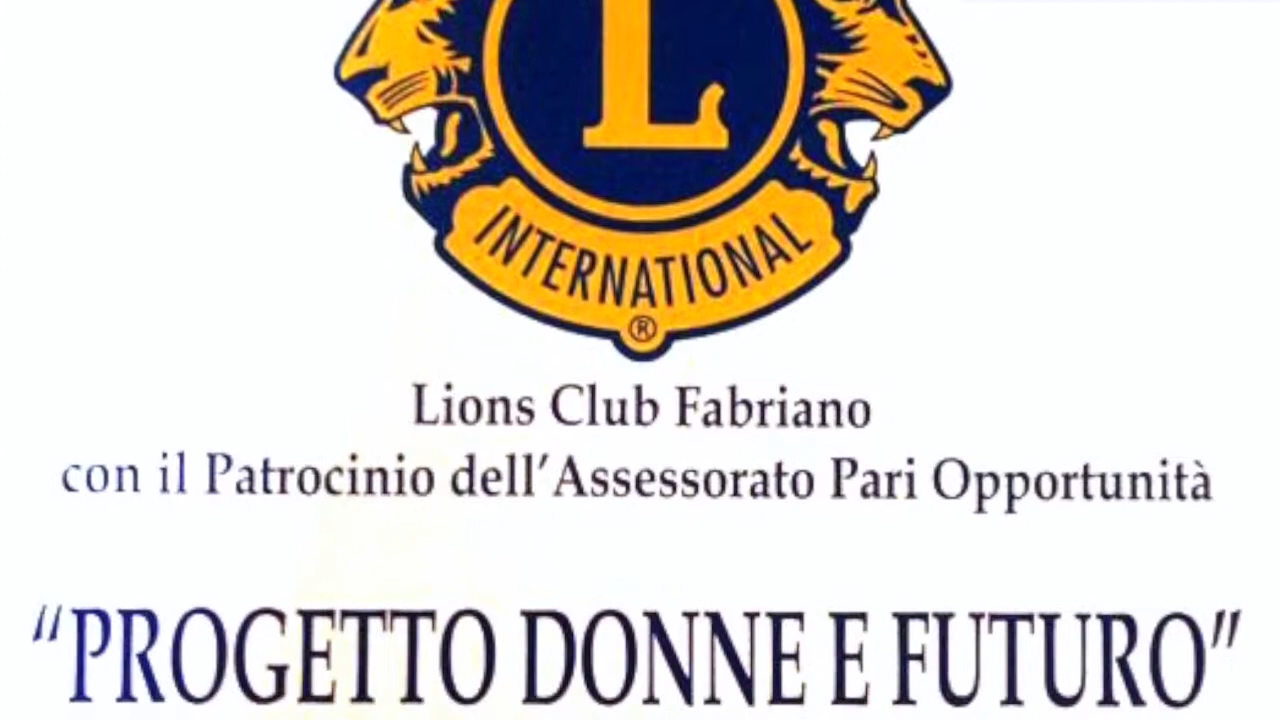 L
INTERNATIONAL
®
Lions Club Fabriano
con il Patrocinio dell'Assessorato Pari Opportunità
"PROGETTO DONNE E FUTURO"